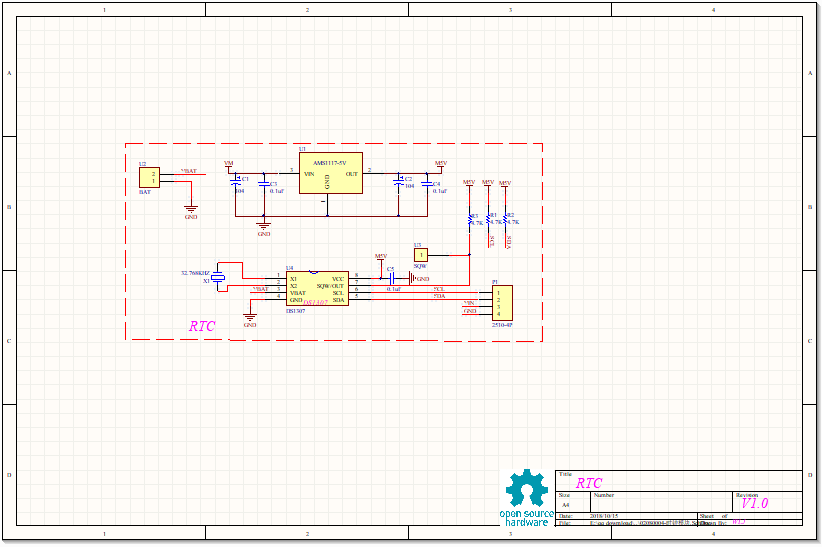 1
2
3
4
A
A
U2
2
1
BAT
VBAT
GND
VM
C1
104
C3
0.1uf
GND
U1
AMS1117-5V
3
VIN
OUT
2
GND
1
C2
104
M5V
C4
0.1uf
B
B
M5V
M5V
M5V
R3
4.7K
R1
4.7K
R2
4.7K
SCL
SDA
U3
1
SQW
32.768KHZ
X1
U4
1
X1
2
X2
VBAT
3
VBAT
4
GND
VCC
8
SQW/OUT
7
SCL
6
SDA
5
DS1307
DS1307
GND
M5V
C5
0.1uf
GND
SCL
SDA
VIN
GND
P1
1
2
3
4
2510-4P
RTC
C
C
D
D
open source
hardware
Title
RTC
Size
A4
Number
Revision
V1.0
Date:
2018/10/15
Sheet of
File:
Drawn By:
1
2
3
4